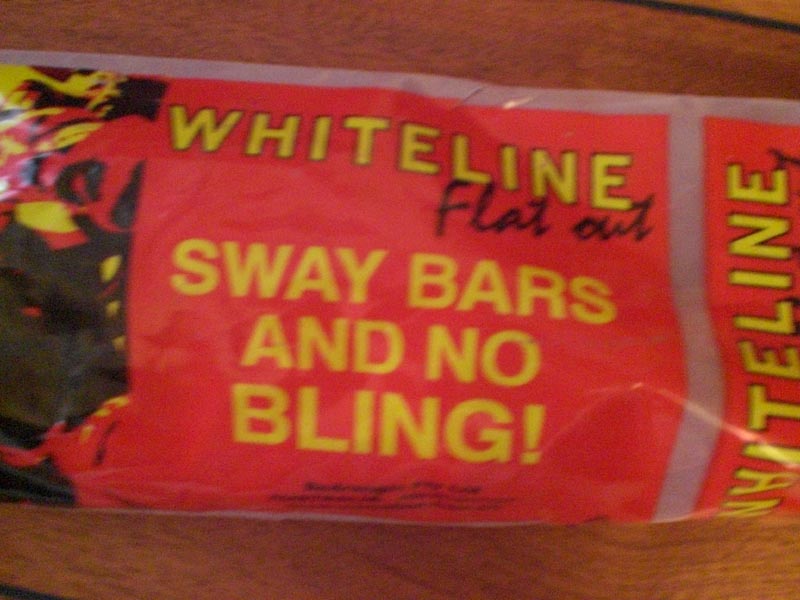 WHITELINE
Flat out
SWAY BARS
AND NO
BLING!
WHITELINE